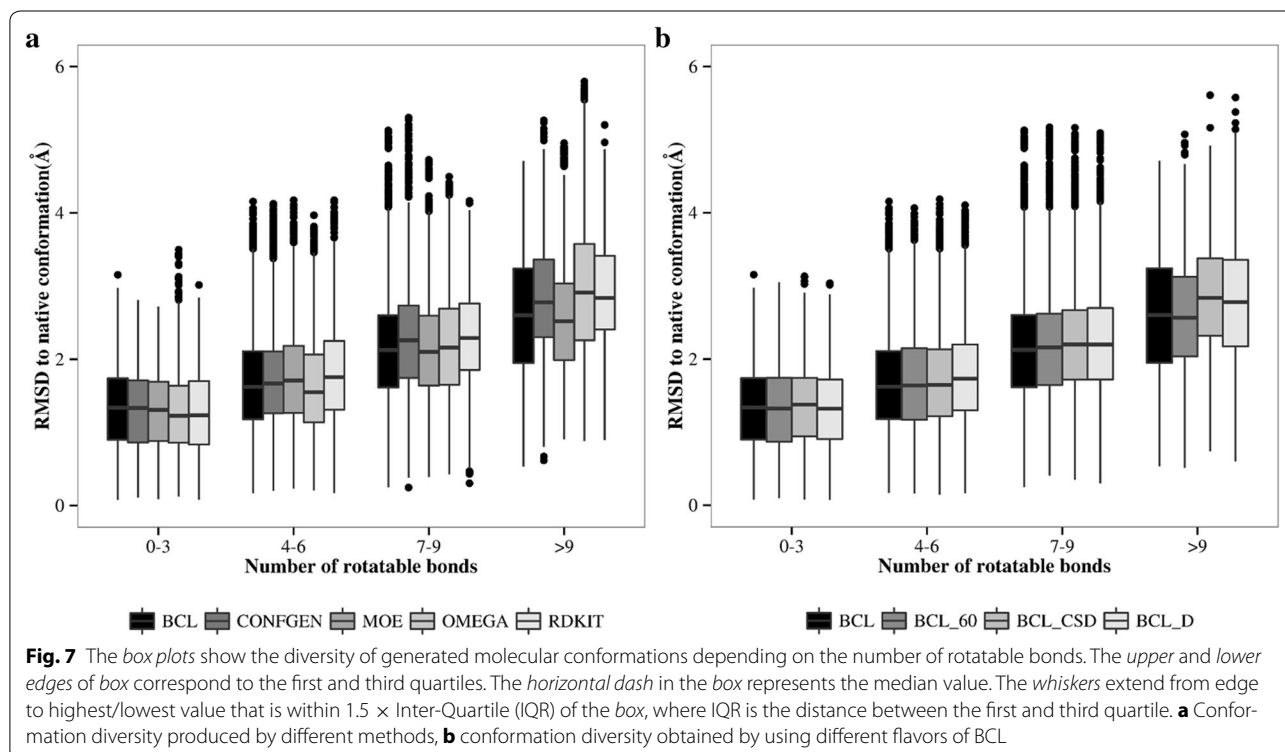 a
b
6
4
2
0
RMSD to native conformation(Å)
0-3 4-6 7-9 >9
Number of rotatable bonds
BCL CONFGEN MOE OMEGA RDKIT
6
4
2
0
RMSD to native conformation(Å)
0-3 4-6 7-9 >9
Number of rotatable bonds
BCL BCL_60 BCL_CSD BCL_D
Fig. 7 The box plots show the diversity of generated molecular conformations depending on the number of rotatable bonds. The upper and lower
edges of box correspond to the first and third quartiles. The horizontal dash in the box represents the median value. The whiskers extend from edge
to highest/lowest value that is within 1.5 × Inter-Quartile (IQR) of the box, where IQR is the distance between the first and third quartile. a Confor-
mation diversity produced by different methods, b conformation diversity obtained by using different flavors of BCL